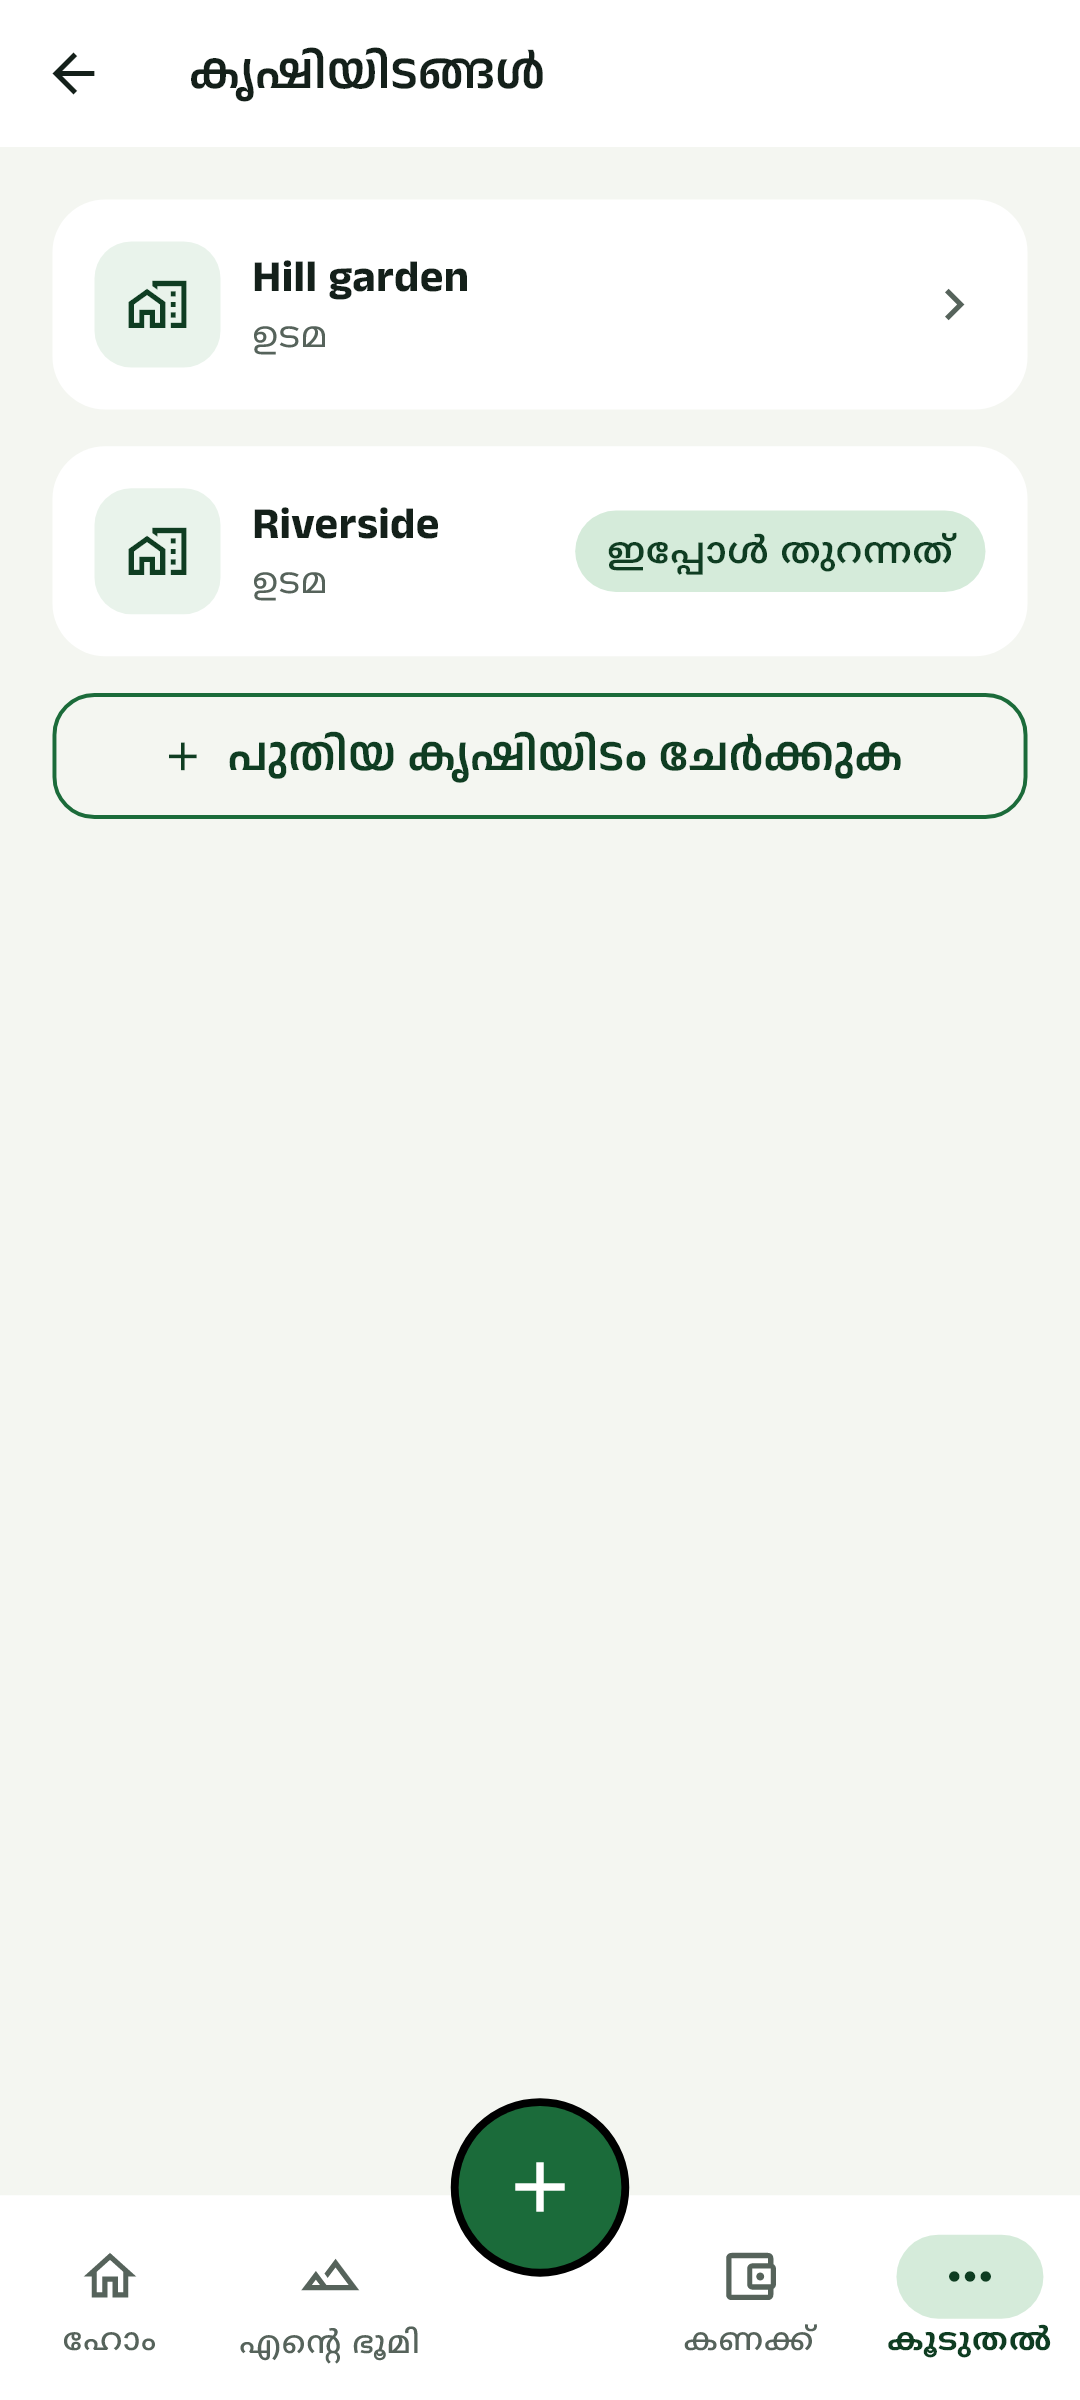 കൃഷിയിടങ്ങൾ
Hill garden
ഉടമ
Riverside
ഉടമ
ഇപ്പോൾ തുറന്നത്
+ പുതിയ കൃഷിയിടം ചേർക്കുക
ഹോം
എന്റെ ഭൂമി
കണക്ക്
കൂടുതൽ